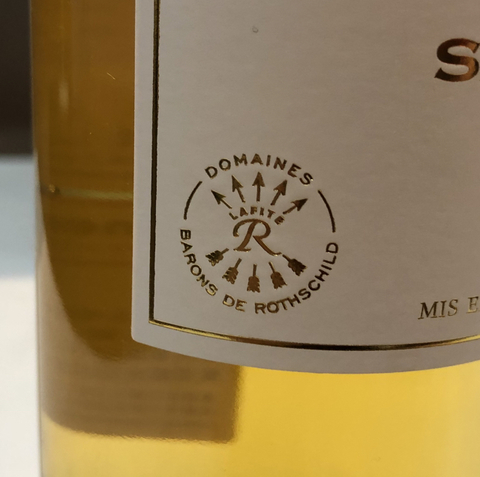 S
DOMAINES
LAFITE
R
BARONS DE ROTHSCHILD
MIS E